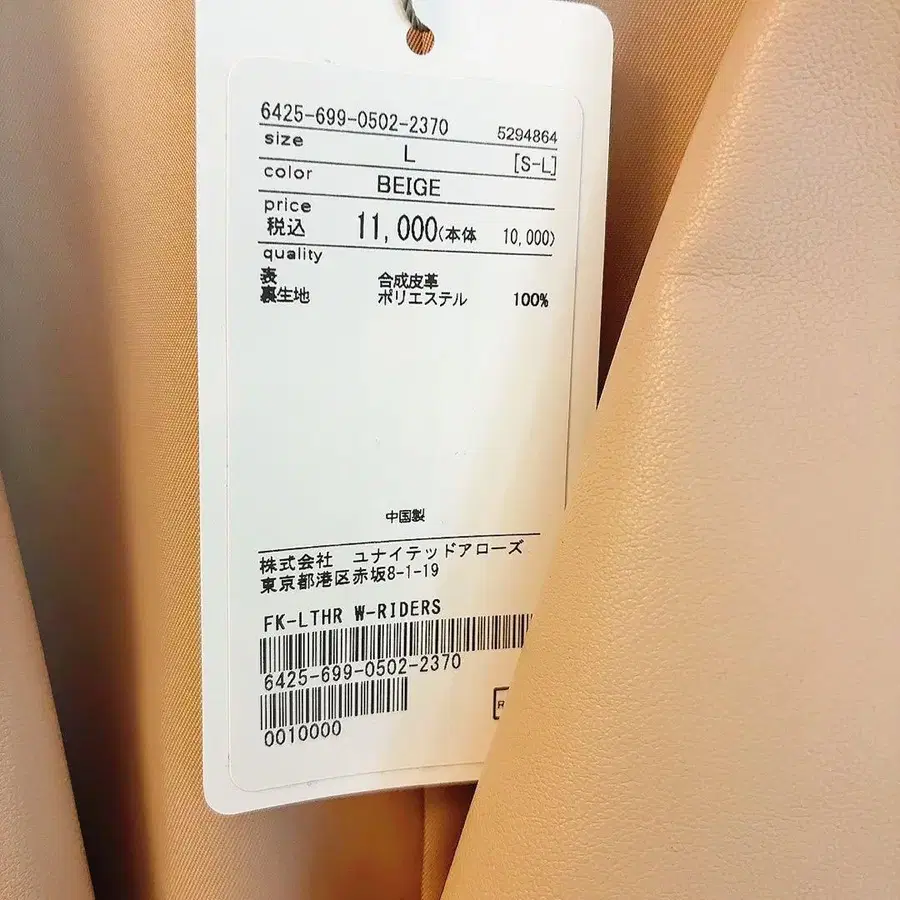 6425-699-0502-2370 5294864
size L [S-L]
color BEIGE
price
税込 11,000(本体 10,000)
quality
表 合成皮革
裏生地 ポリエステル 100%
中国製
株式会社 ユナイテッドアローズ
東京都港区赤坂8-1-19
FK-LTHR W-RIDERS
6425-699-0502-2370
R
0010000